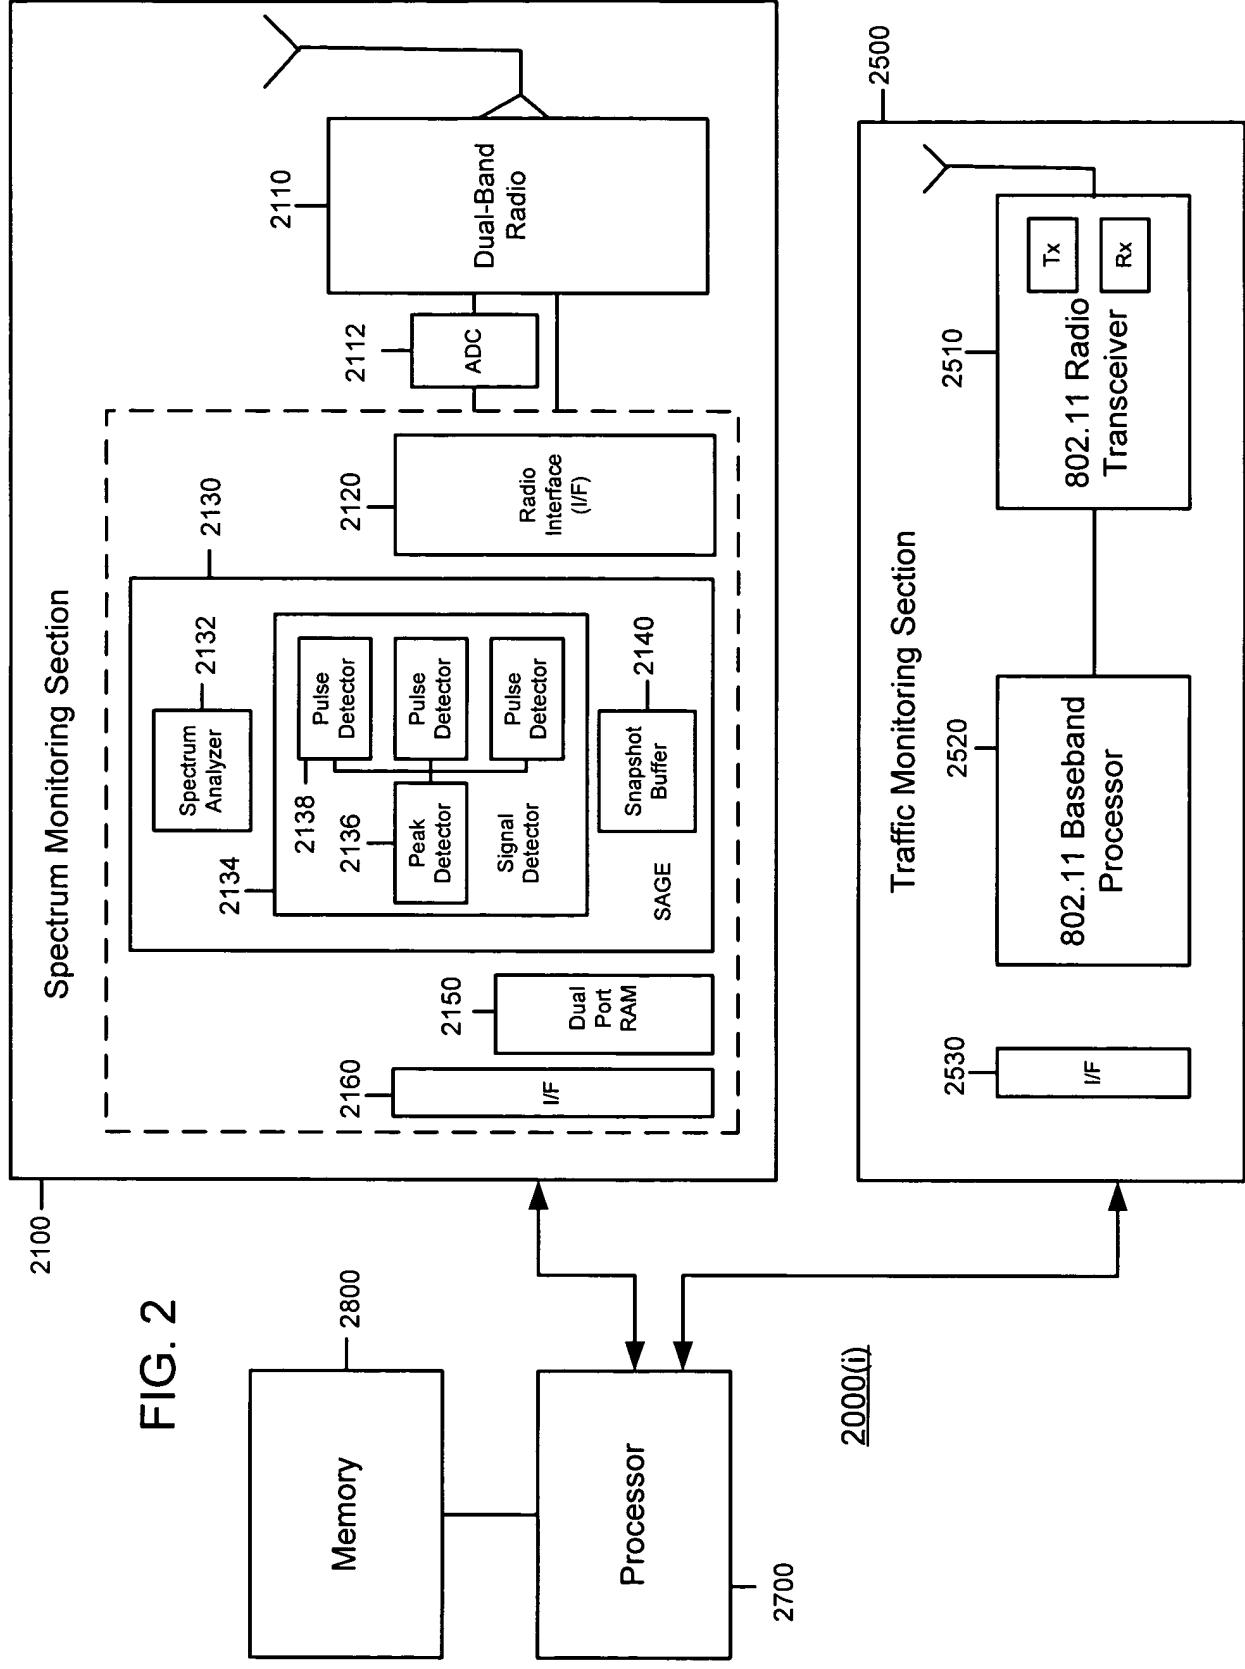 FIG. 2
2100
Spectrum Monitoring Section
2110
Dual-Band
Radio
2112
ADC
2120
Radio
Interface
(I/F)
2130
2132
Spectrum
Analyzer
2134
2138
Pulse
Detector
Pulse
Detector
Pulse
Detector
2136
Peak
Detector
Signal
Detector
2140
Snapshot
Buffer
SAGE
2150
Dual
Port
RAM
2160
I/F
2800
Memory
Processor
2700
2000(i)
2500
Traffic Monitoring Section
2510
802.11 Radio
Transceiver
Tx
Rx
2520
802.11 Baseband
Processor
2530
I/F